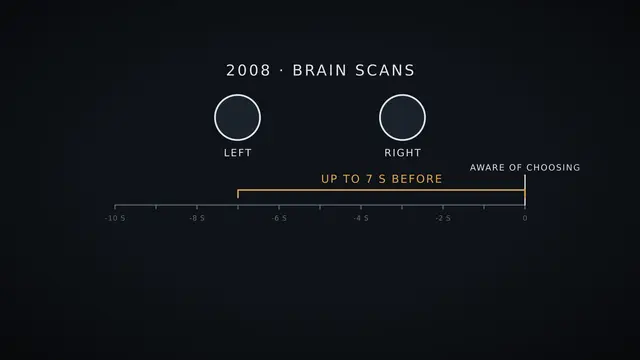 2008 · BRAIN SCANS
LEFT
RIGHT
AWARE OF CHOOSING
UP TO 7 S BEFORE
-10 S
-8 S
-6 S
-4 S
-2 S
0